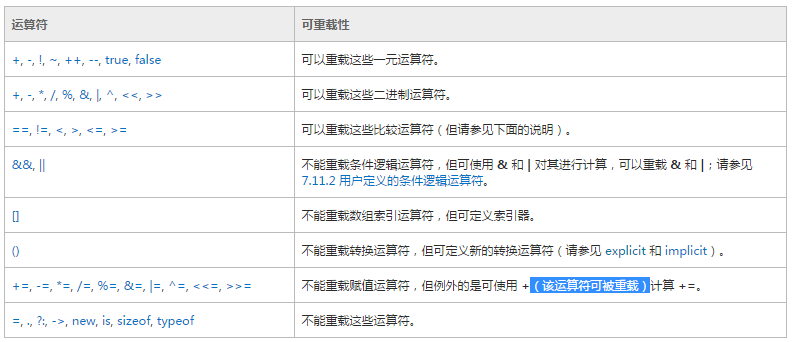 运算符 可重载性
+, -, !, ~, ++, --, true, false 可以重载这些一元运算符。
+, -, *, /, %, &, |, ^, <<, >> 可以重载这些二进制运算符。
==, !=, <, >, <=, >= 可以重载这些比较运算符（但请参见下面的说明）。
&&, || 不能重载条件逻辑运算符，但可使用 & 和 | 对其进行计算，可以重载 & 和 |；请参见
7.11.2 用户定义的条件逻辑运算符。
[] 不能重载数组索引运算符，但可定义索引器。
() 不能重载转换运算符，但可定义新的转换运算符（请参见 explicit 和 implicit）。
+=, -=, *=, /=, %=, &=, |=, ^=, <<=, >>= 不能重载赋值运算符，但例外的是可使用 +（该运算符可被重载）计算 +=。
=, ., ?:, ->, new, is, sizeof, typeof 不能重载这些运算符。